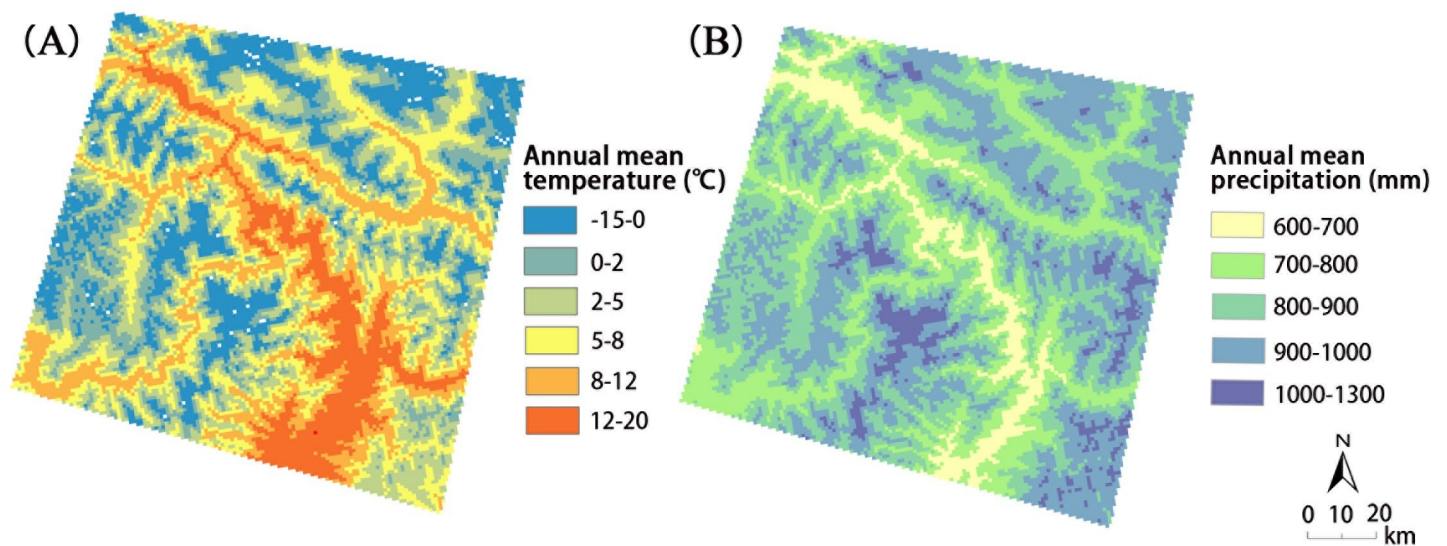 (A)
Annual mean
temperature (℃)
-15-0
0-2
2-5
5-8
8-12
12-20
(B)
Annual mean
precipitation (mm)
600-700
700-800
800-900
900-1000
1000-1300
N
0 10 20
km